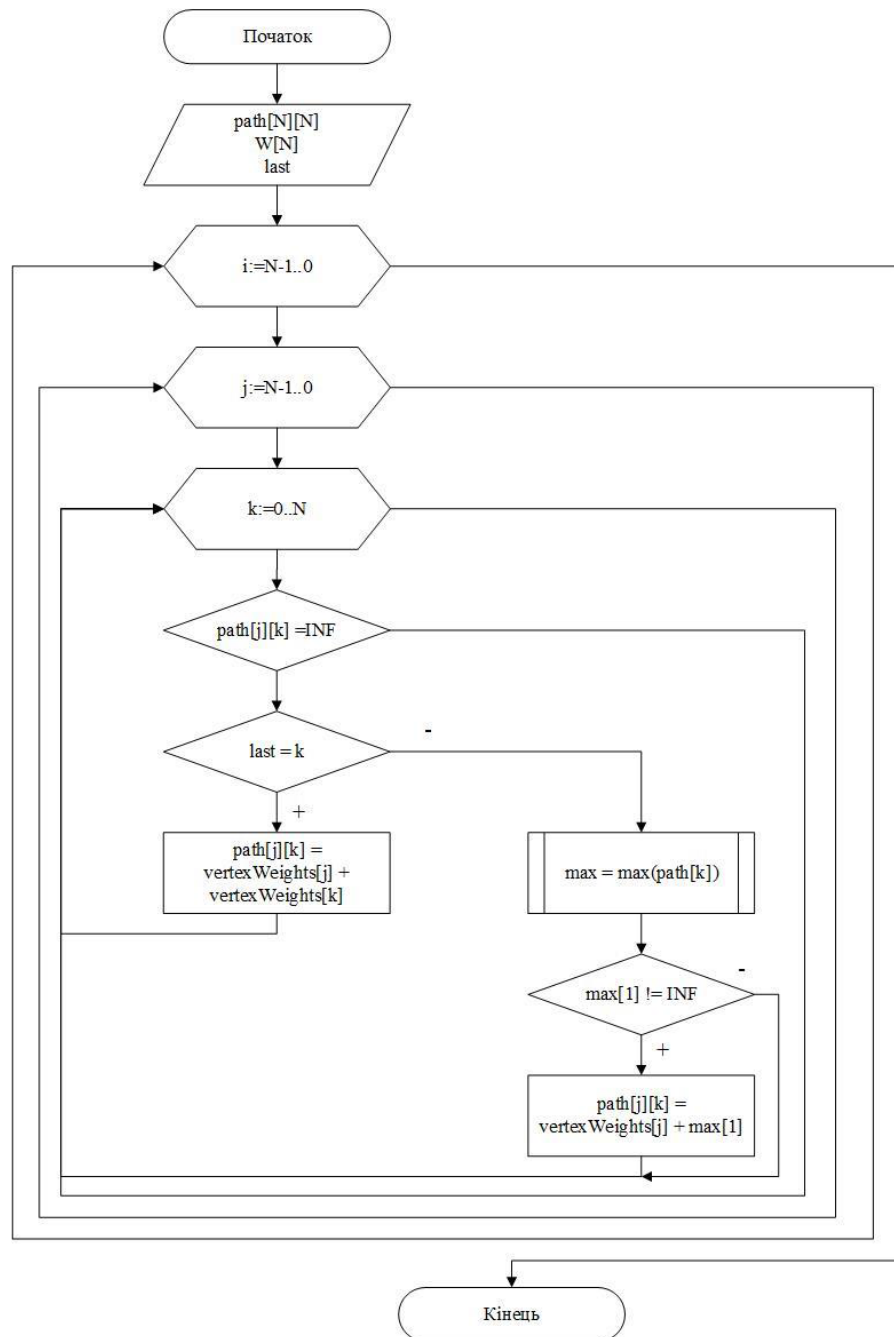 Початок
path[N][N]
W[N]
last
i:=N-1..0
j:=N-1..0
k:=0..N
path[j][k] =INF
last = k
-
+
path[j][k] =
vertexWeights[j] +
vertexWeights[k]
max = max(path[k])
max[1] != INF
-
+
path[j][k] =
vertexWeights[j] + max[1]
Кінець